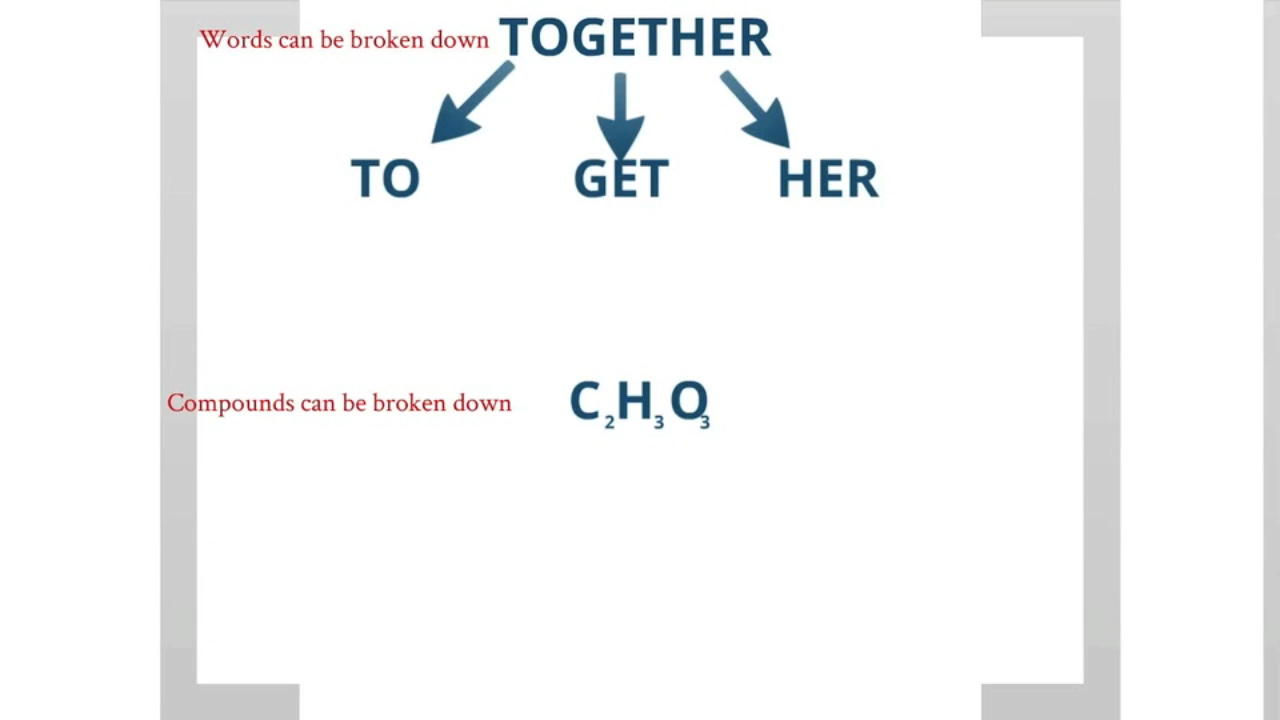 Words can be broken down TOGETHER
TO GET HER
Compounds can be broken down C₂H₃O₃